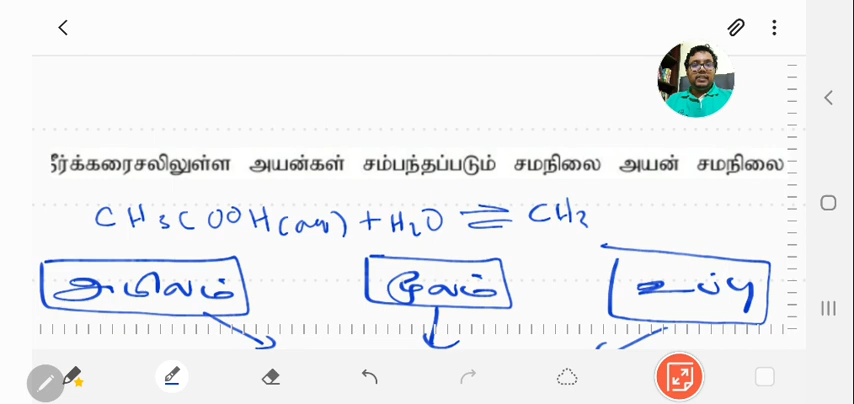 நீர்க்கரைசலிலுள்ள அயன்கள் சம்பந்தப்படும் சமநிலை அயன் சமநிலை
CH3COOH(aq) + H2O ⇌ CH3
அமிலம் மூலம் உப்பு